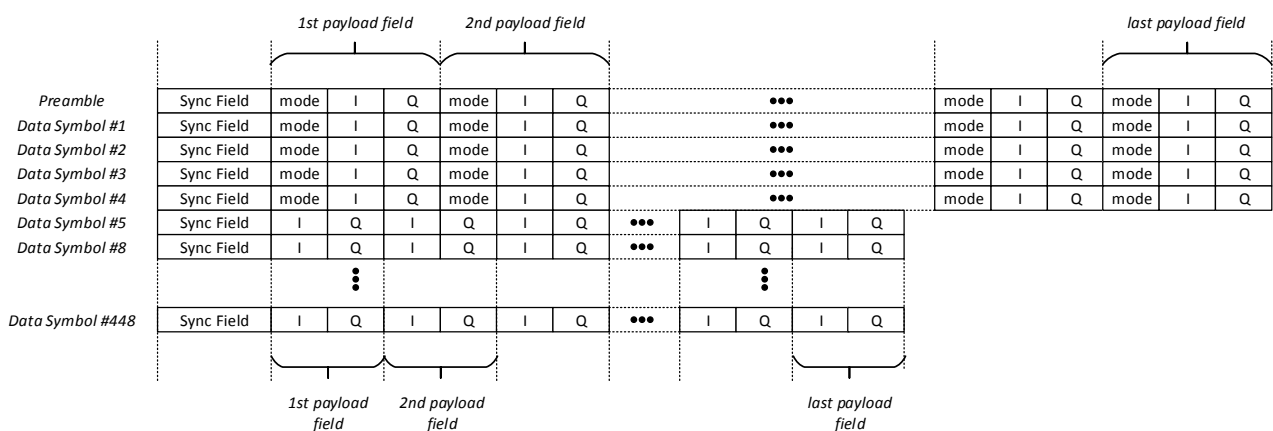 1st payload field 2nd payload field last payload field
Preamble Sync Field mode I Q mode I Q ●●● mode I Q mode I Q
Data Symbol #1 Sync Field mode I Q mode I Q ●●● mode I Q mode I Q
Data Symbol #2 Sync Field mode I Q mode I Q ●●● mode I Q mode I Q
Data Symbol #3 Sync Field mode I Q mode I Q ●●● mode I Q mode I Q
Data Symbol #4 Sync Field mode I Q mode I Q ●●● mode I Q mode I Q
Data Symbol #5 Sync Field I Q I Q I Q ●●● I Q I Q
Data Symbol #8 Sync Field I Q I Q I Q ●●● I Q I Q
Data Symbol #448 Sync Field I Q I Q I Q ●●● I Q I Q
1st payload
field
2nd payload
field
last payload
field